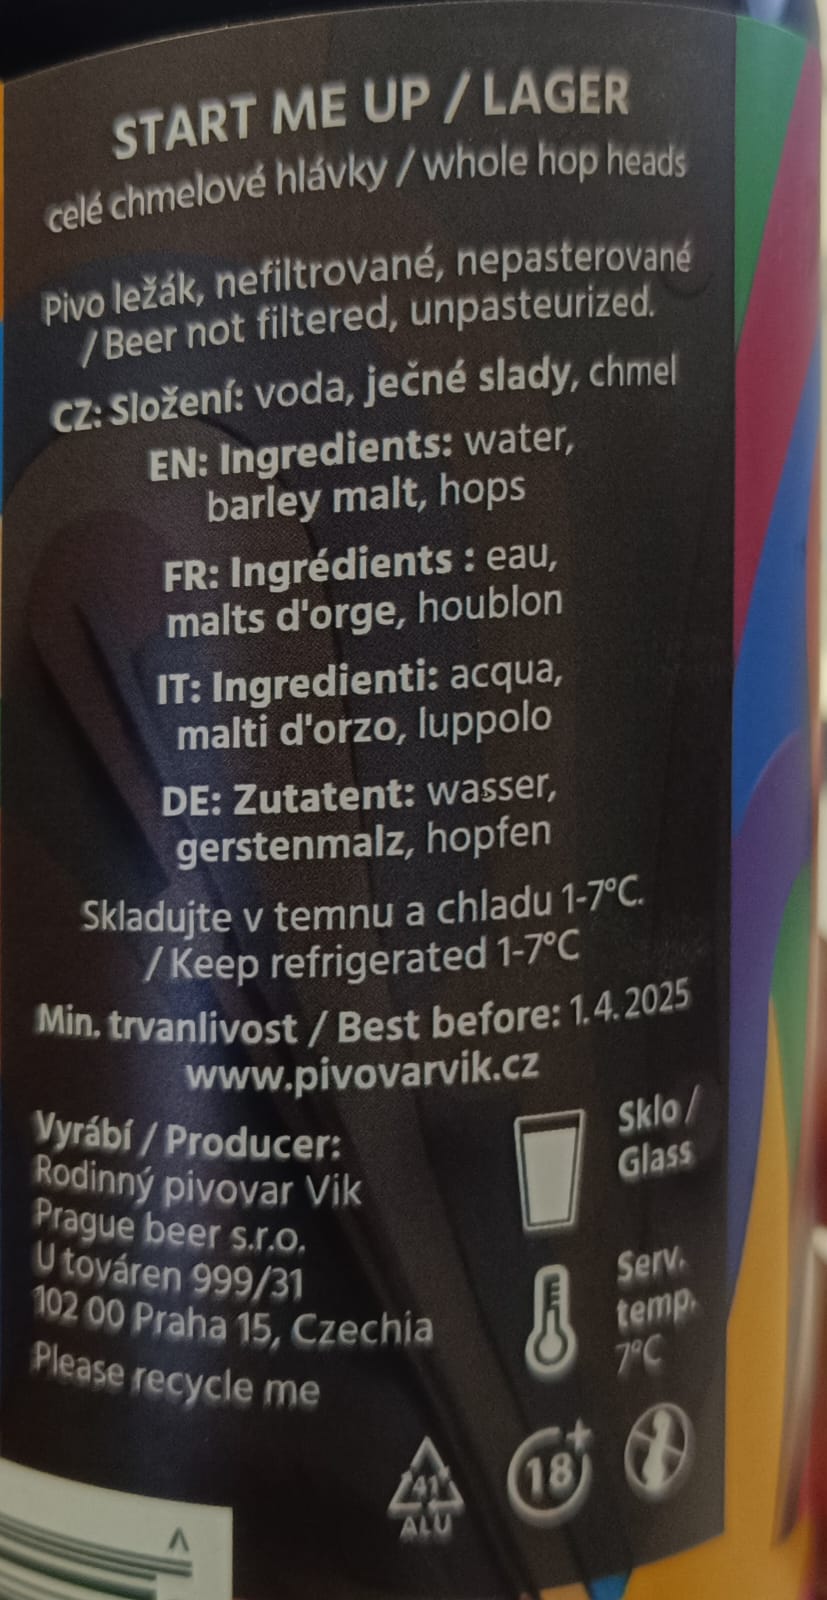 START ME UP / LAGER
celé chmelové hlávky / whole hop heads
Pivo ležák, nefiltrované, nepasterované
/ Beer not filtered, unpasteurized.
CZ: Složení: voda, ječné slady, chmel
EN: Ingredients: water,
barley malt, hops
FR: Ingrédients : eau,
malts d'orge, houblon
IT: Ingredienti: acqua,
malti d'orzo, luppolo
DE: Zutatent: wasser,
gerstenmalz, hopfen
Skladujte v temnu a chladu 1-7°C.
/ Keep refrigerated 1-7°C
Min. trvanlivost / Best before: 1.4.2025
www.pivovarvik.cz
Vyrábí / Producer:
Rodinný pivovar Vik
Prague beer s.r.o.
U továren 999/31
102 00 Praha 15, Czechia
Please recycle me
Sklo /
Glass
Serv.
temp.
7°C
41
ALU
18+